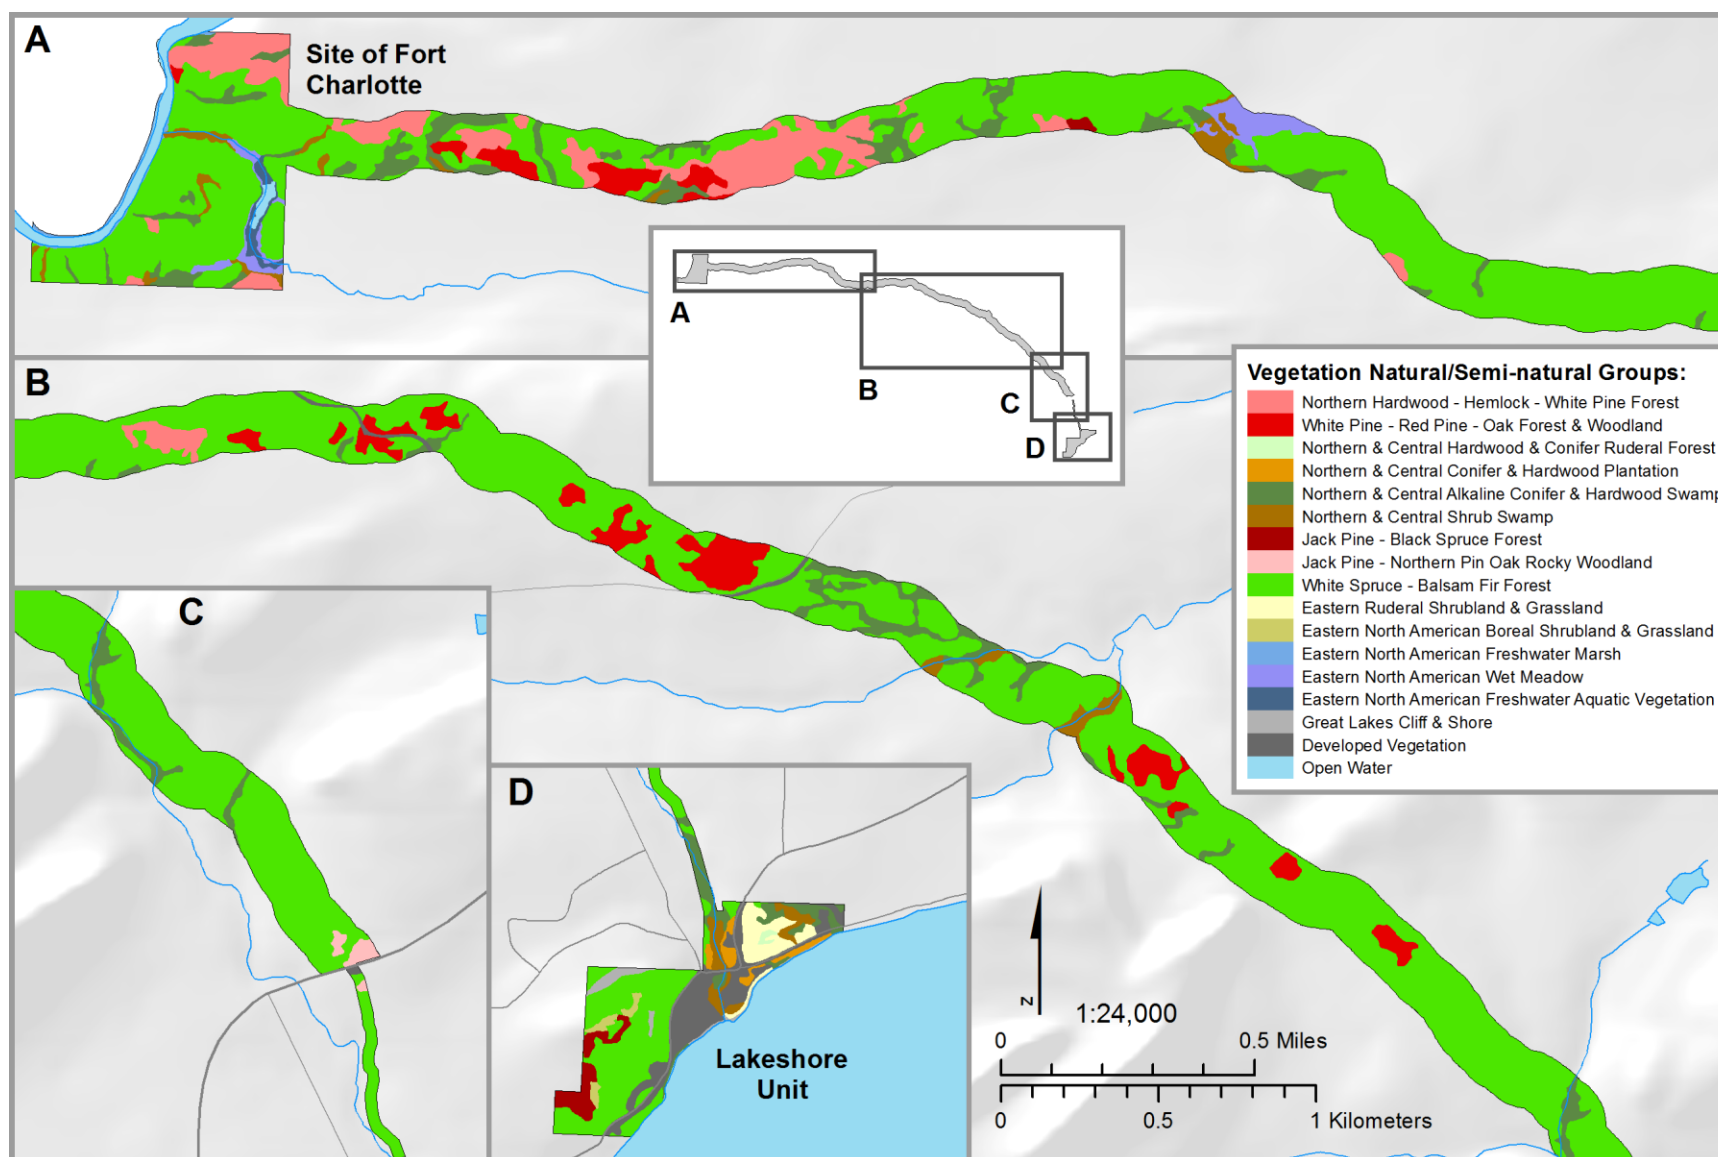 A
Site of Fort
Charlotte
A
B
C
D
B
Vegetation Natural/Semi-natural Groups:
Northern Hardwood - Hemlock - White Pine Forest
White Pine - Red Pine - Oak Forest & Woodland
Northern & Central Hardwood & Conifer Ruderal Forest
Northern & Central Conifer & Hardwood Plantation
Northern & Central Alkaline Conifer & Hardwood Swamp
Northern & Central Shrub Swamp
Jack Pine - Black Spruce Forest
Jack Pine - Northern Pin Oak Rocky Woodland
White Spruce - Balsam Fir Forest
Eastern Ruderal Shrubland & Grassland
Eastern North American Boreal Shrubland & Grassland
Eastern North American Freshwater Marsh
Eastern North American Wet Meadow
Eastern North American Freshwater Aquatic Vegetation
Great Lakes Cliff & Shore
Developed Vegetation
Open Water
C
D
Lakeshore
Unit
N
1:24,000
0 0.5 Miles
0 0.5 1 Kilometers